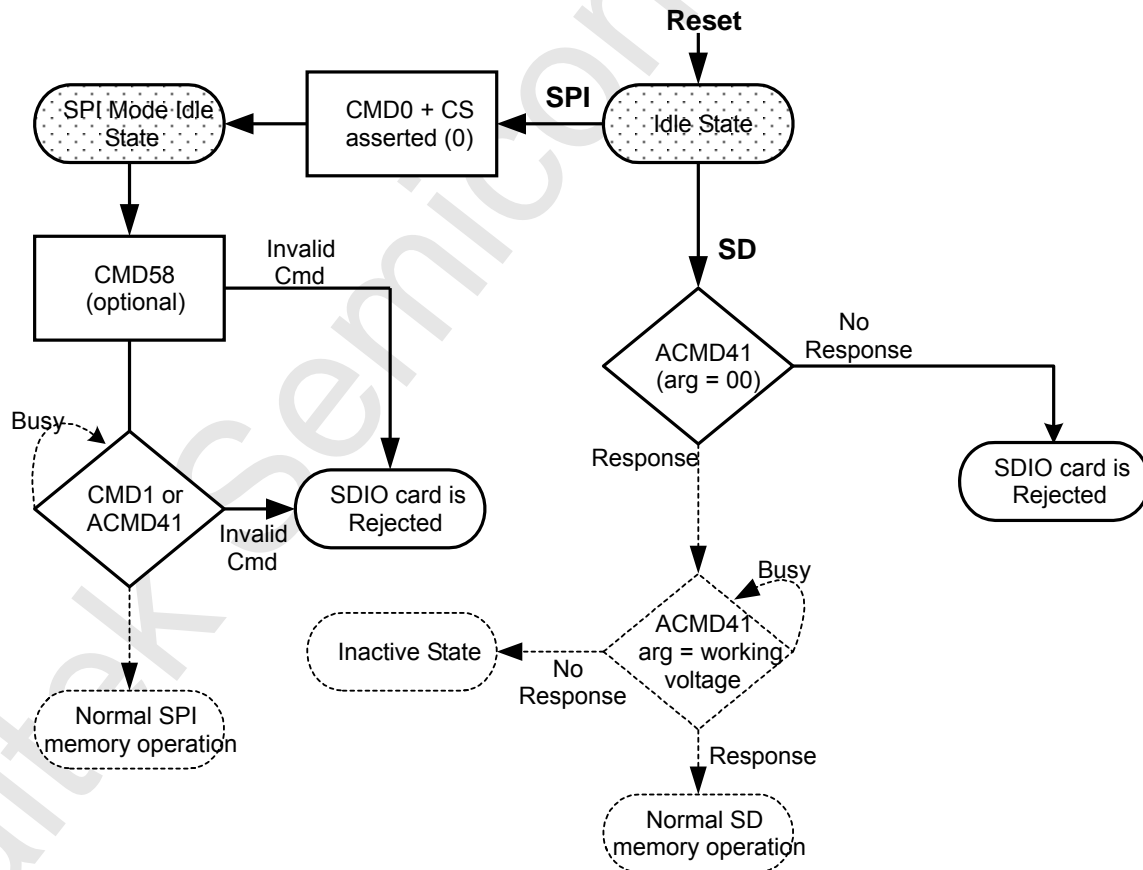 Reset
SPI Mode Idle
State
CMD0 + CS
asserted (0)
SPI
Idle State
CMD58
(optional)
Invalid
Cmd
SD
ACMD41
(arg = 00)
No
Response
Busy
CMD1 or
ACMD41
Invalid
Cmd
SDIO card is
Rejected
Response
SDIO card is
Rejected
Busy
ACMD41
arg = working
voltage
Inactive State
No
Response
Normal SPI
memory operation
Response
Normal SD
memory operation